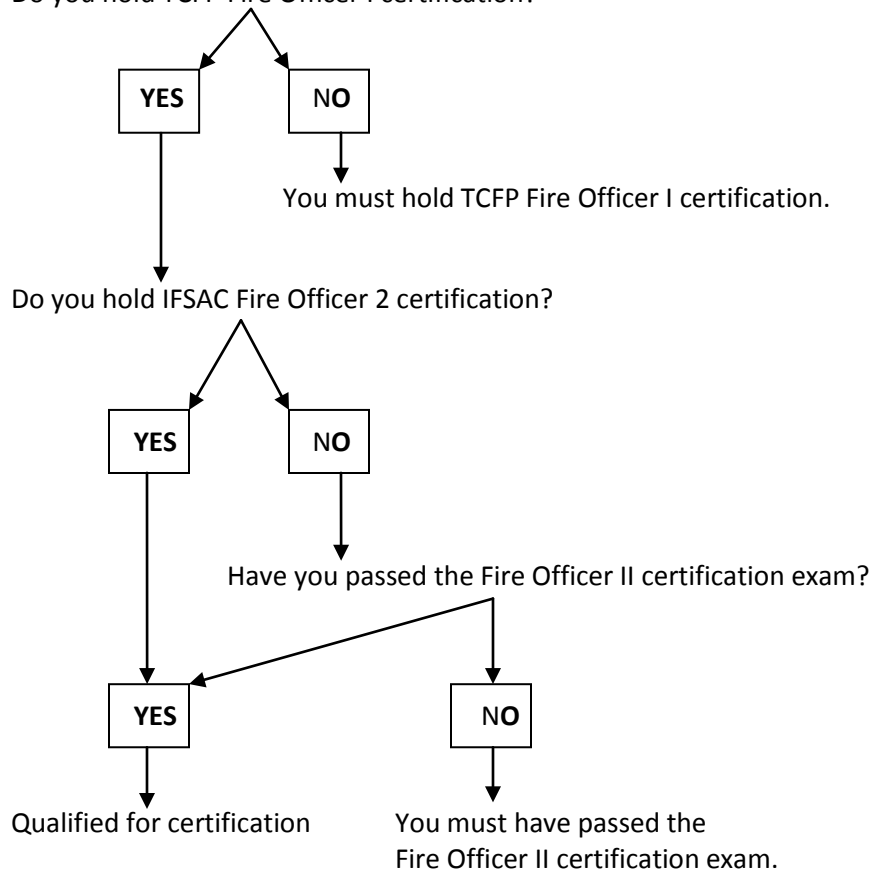 Do you hold TCFP Fire Officer I certification?
YES
NO
You must hold TCFP Fire Officer I certification.
Do you hold IFSAC Fire Officer 2 certification?
YES
NO
Have you passed the Fire Officer II certification exam?
YES
NO
Qualified for certification
You must have passed the
Fire Officer II certification exam.